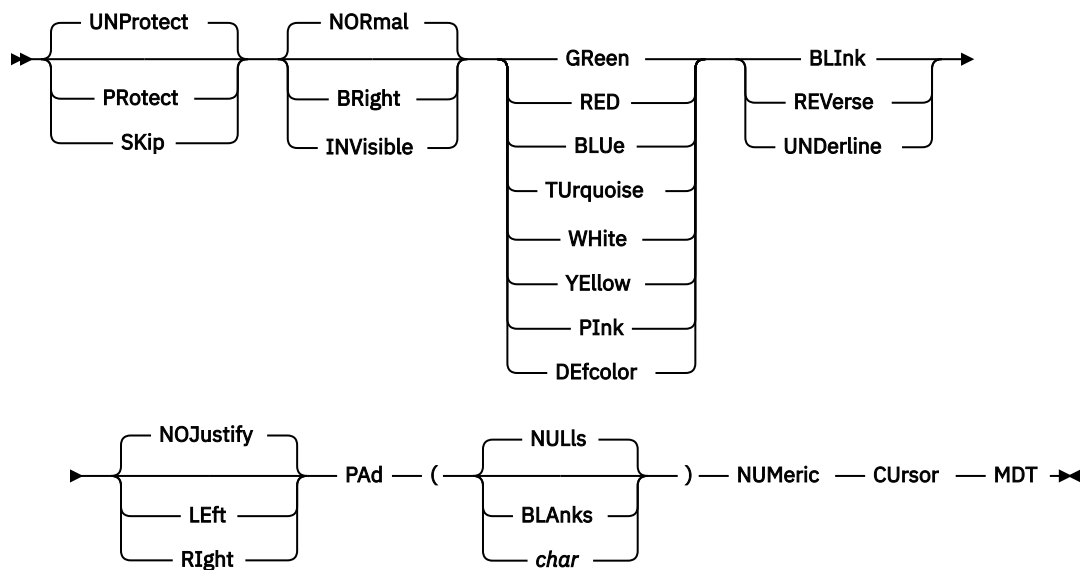 UNProtect NORmal
GReen BLInk
PRotect BRight RED REVerse
SKip INVisible BLUe UNDerline
TUrquoise
WHite
YEllow
PInk
DEfcolor
NOJustify NULls
PAd ( ) NUMeric CUrsor MDT
LEft BLAnks
RIght char